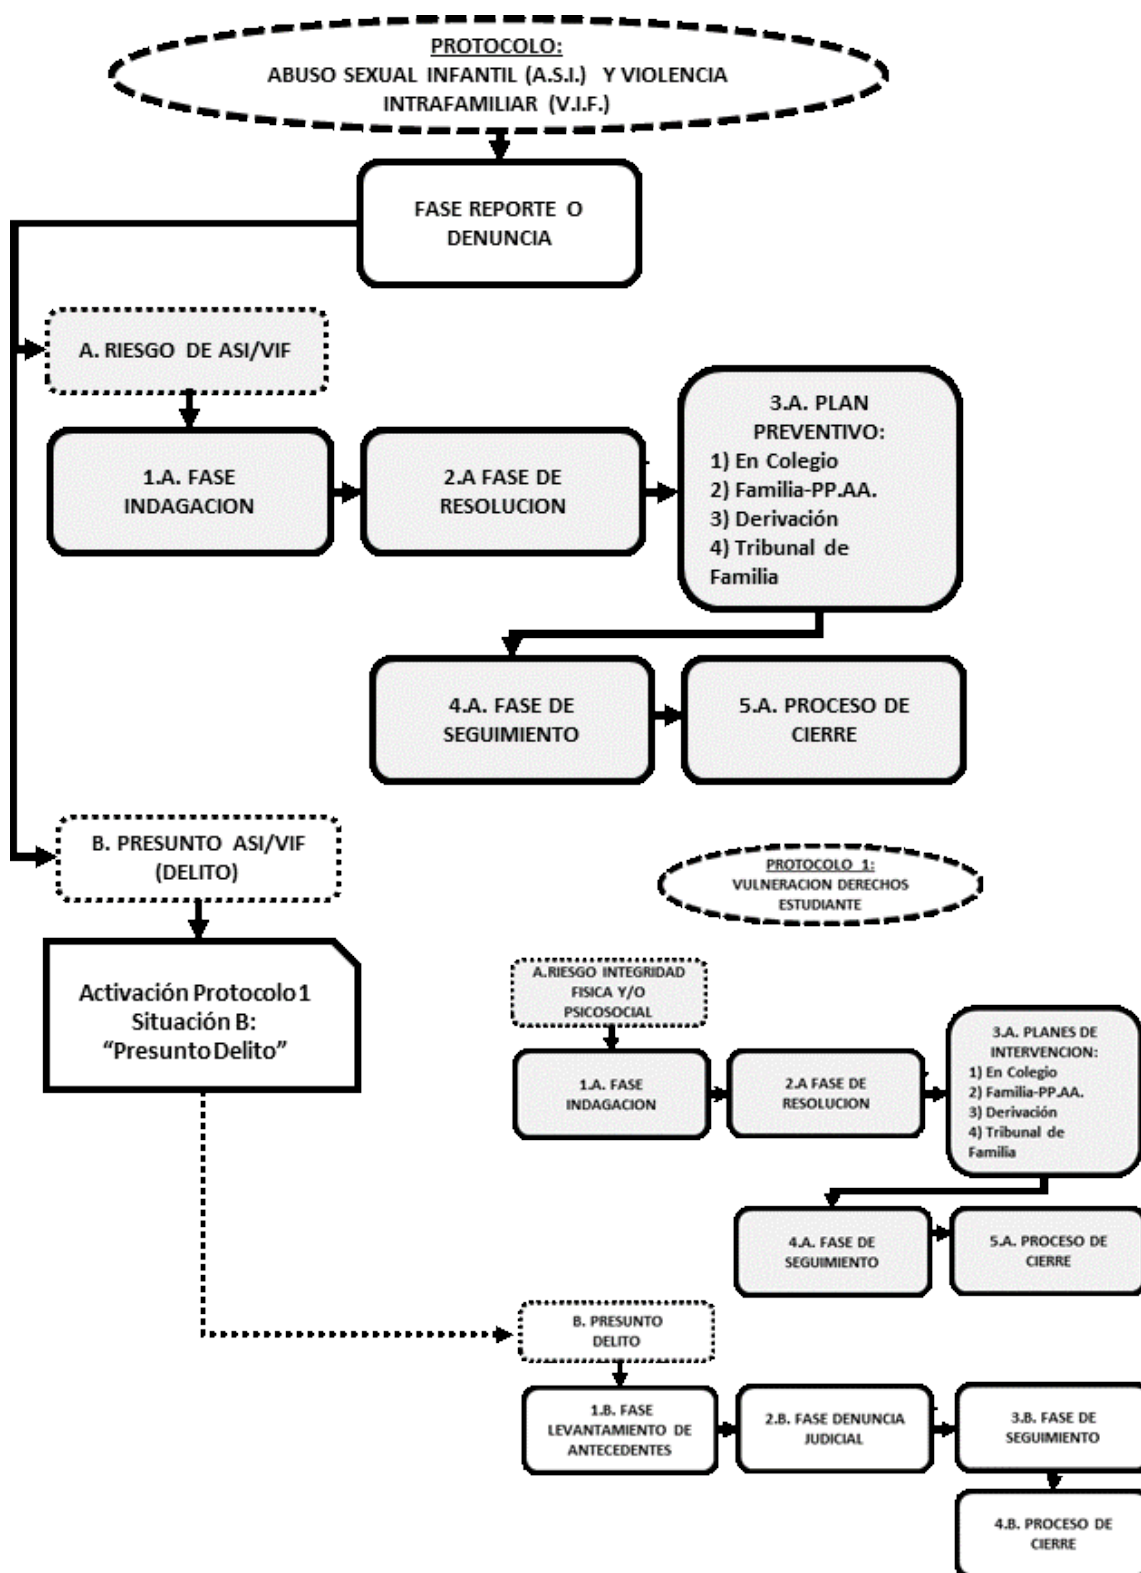 PROTOCOLO:
ABUSO SEXUAL INFANTIL (A.S.I.) Y VIOLENCIA
INTRAFAMILIAR (V.I.F.)
FASE REPORTE O
DENUNCIA
A. RIESGO DE ASI/VIF
1.A. FASE
INDAGACION
2.A FASE DE
RESOLUCION
3.A. PLAN
PREVENTIVO:
1) En Colegio
2) Familia-PP.AA.
3) Derivación
4) Tribunal de
Familia
4.A. FASE DE
SEGUIMIENTO
5.A. PROCESO DE
CIERRE
B. PRESUNTO ASI/VIF
(DELITO)
Activación Protocolo 1
Situación B:
“Presunto Delito”
PROTOCOLO 1:
VULNERACION DERECHOS
ESTUDIANTE
A.RIESGO INTEGRIDAD
FISICA Y/O
PSICOSOCIAL
1.A. FASE
INDAGACION
2.A FASE DE
RESOLUCION
3.A. PLANES DE
INTERVENCION:
1) En Colegio
2) Familia-PP.AA.
3) Derivación
4) Tribunal de
Familia
4.A. FASE DE
SEGUIMIENTO
5.A. PROCESO DE
CIERRE
B. PRESUNTO
DELITO
1.B. FASE
LEVANTAMIENTO DE
ANTECEDENTES
2.B. FASE DENUNCIA
JUDICIAL
3.B. FASE DE
SEGUIMIENTO
4.B. PROCESO DE
CIERRE